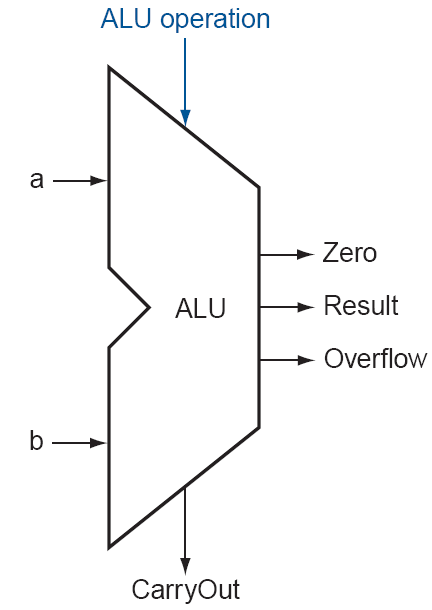 ALU operation
a
Zero
ALU
Result
Overflow
b
CarryOut